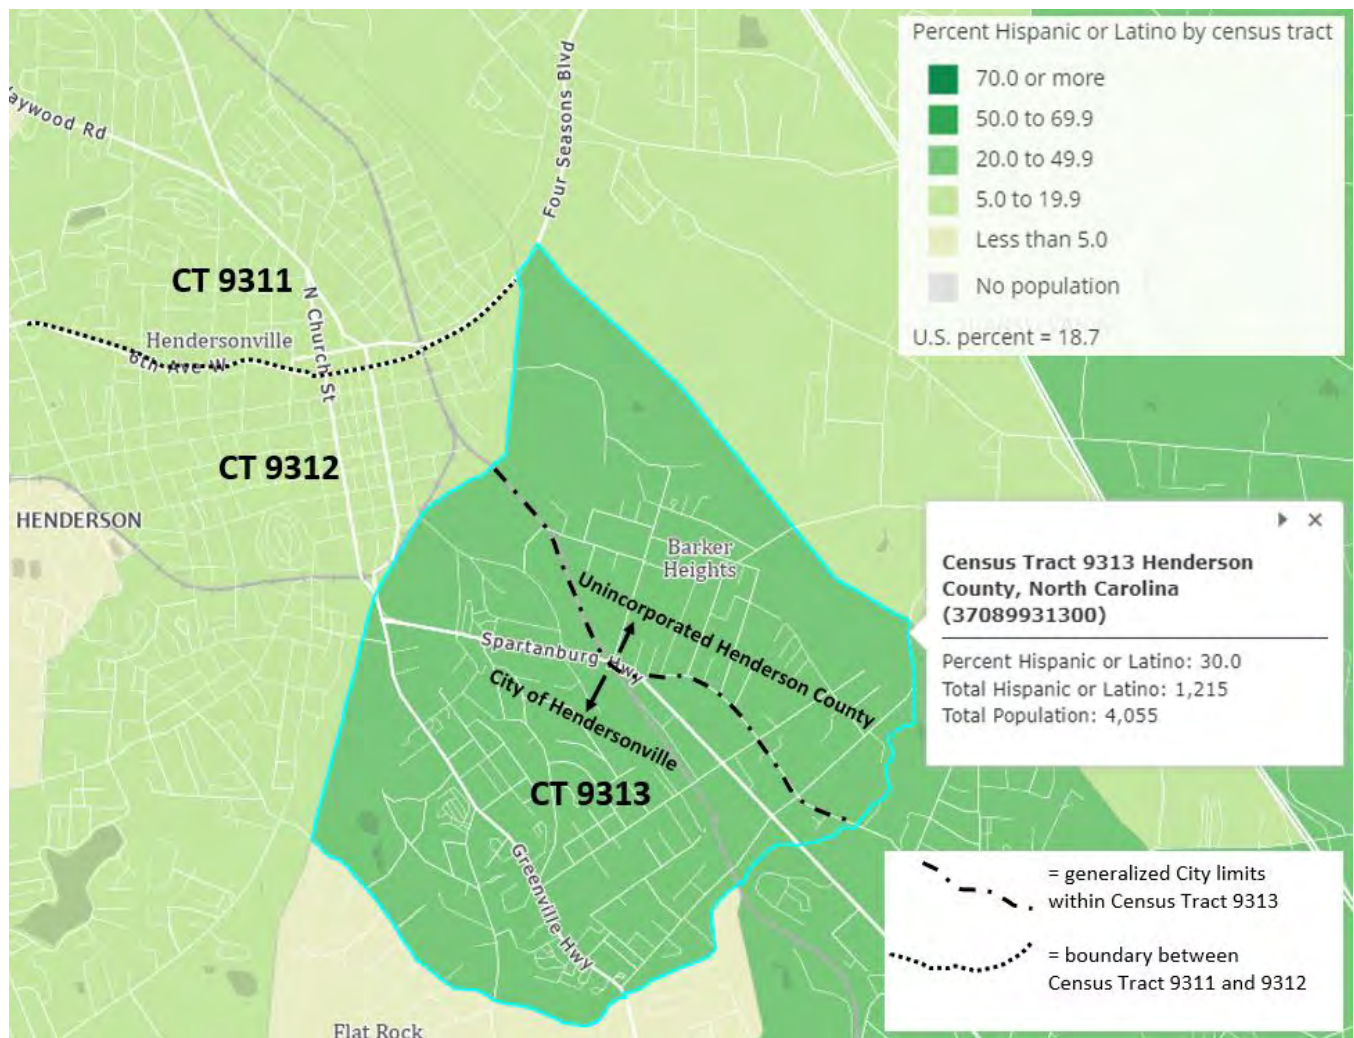 Percent Hispanic or Latino by census tract
70.0 or more
50.0 to 69.9
20.0 to 49.9
5.0 to 19.9
Less than 5.0
No population
U.S. percent = 18.7
Four Seasons Blvd
aywood Rd
CT 9311
N Church St
Hendersonville
6th Ave W
CT 9312
HENDERSON
Barker
Heights
Unincorporated Henderson County
Spartanburg Hwy
City of Hendersonville
CT 9313
Greenville Hwy
Flat Rock
Census Tract 9313 Henderson
County, North Carolina
(37089931300)
Percent Hispanic or Latino: 30.0
Total Hispanic or Latino: 1,215
Total Population: 4,055
= generalized City limits
within Census Tract 9313
= boundary between
Census Tract 9311 and 9312